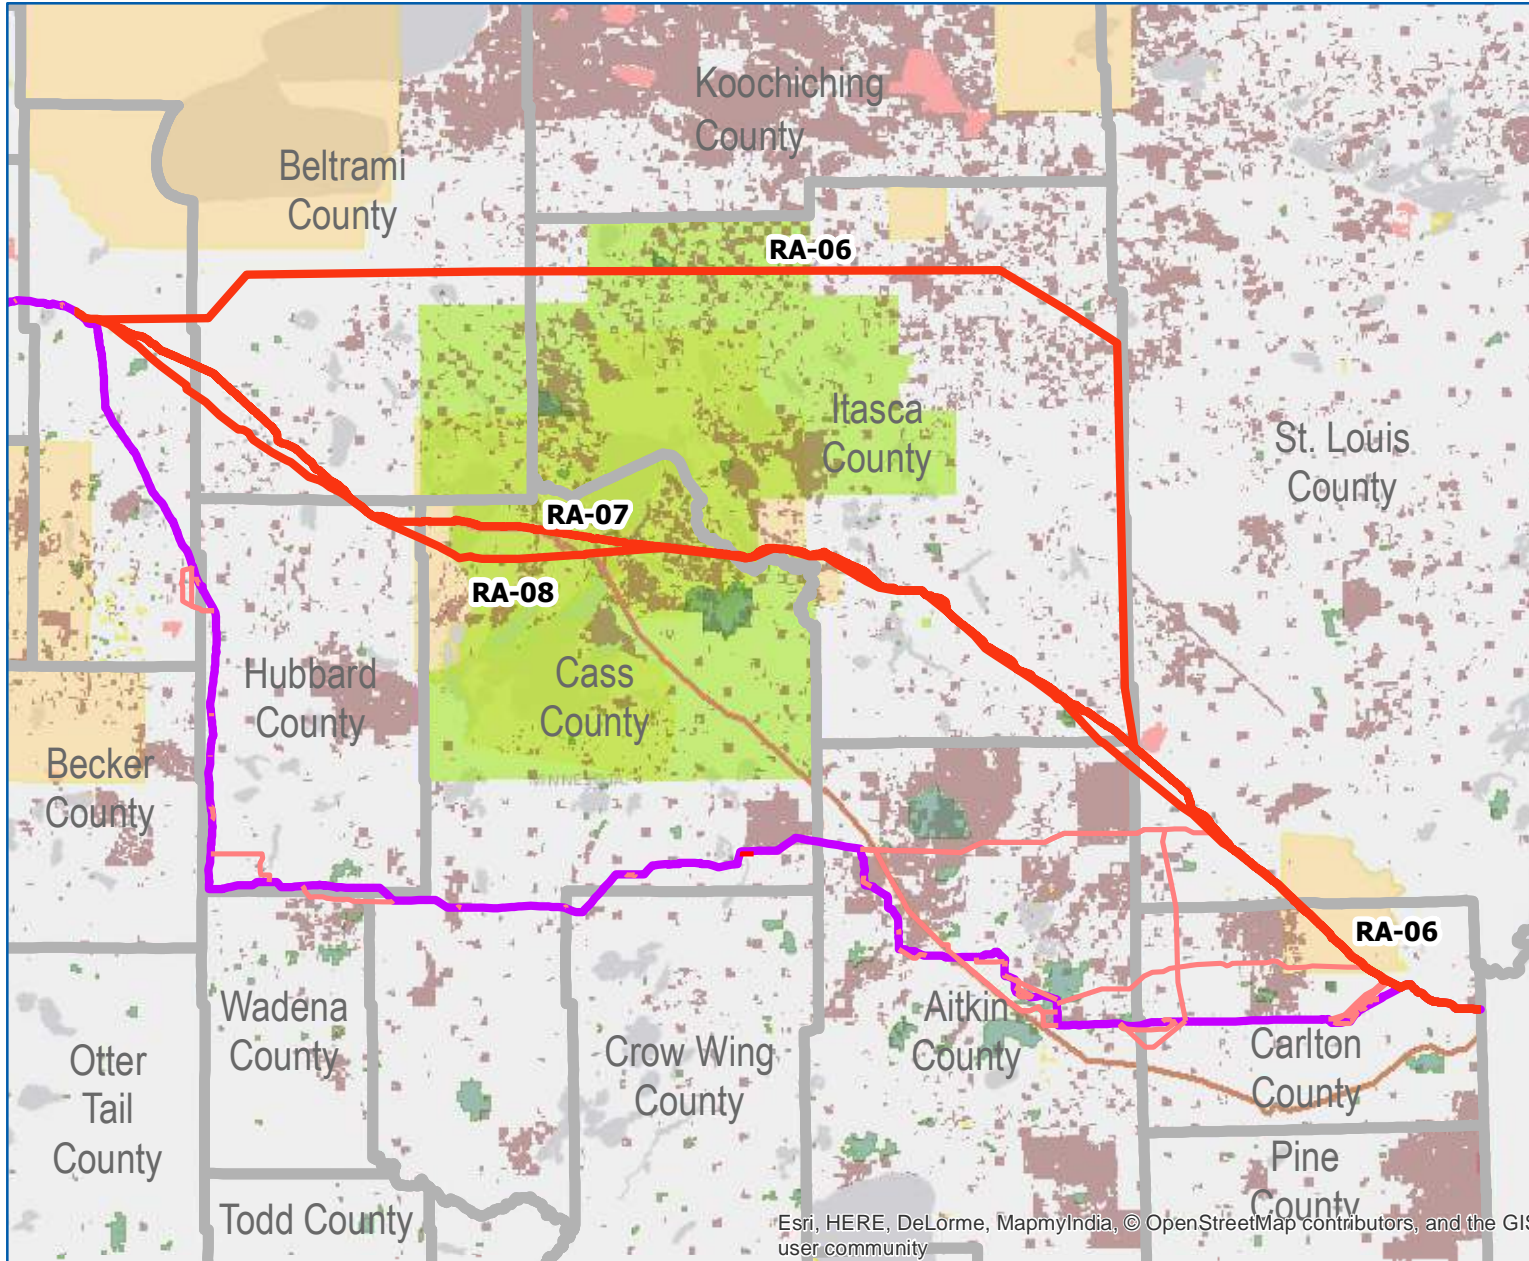 Koochiching
County
Beltrami
County
RA-06
Itasca
County
St. Louis
County
RA-07
RA-08
Hubbard
County
Cass
County
Becker
County
MINNESOTA
RA-06
Wadena
County
Aitkin
County
Otter
Tail
County
Crow Wing
County
Carlton
County
Pine
County
Todd County
Esri, HERE, DeLorme, MapmyIndia, © OpenStreetMap contributors, and the GIS
user community